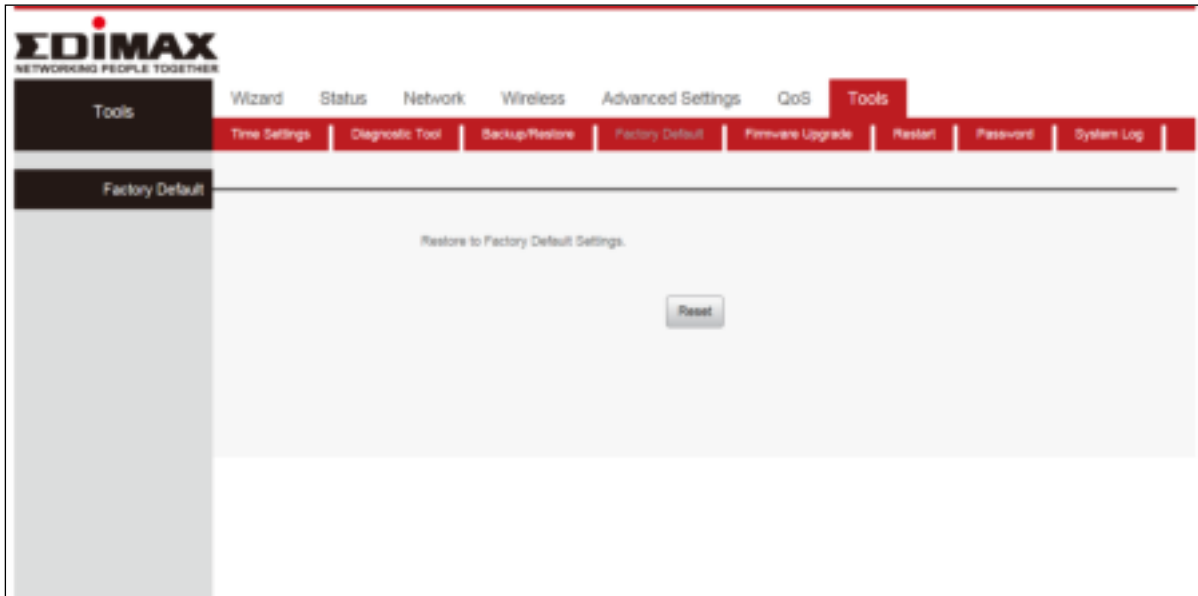 EDIMAX
NETWORKING PEOPLE TOGETHER
Tools
Wizard Status Network Wireless Advanced Settings QoS Tools
Time Settings Diagnostic Tool Backup/Restore Factory Default Firmware Upgrade Restart Password System Log
Factory Default
Restore to Factory Default Settings.
Reset